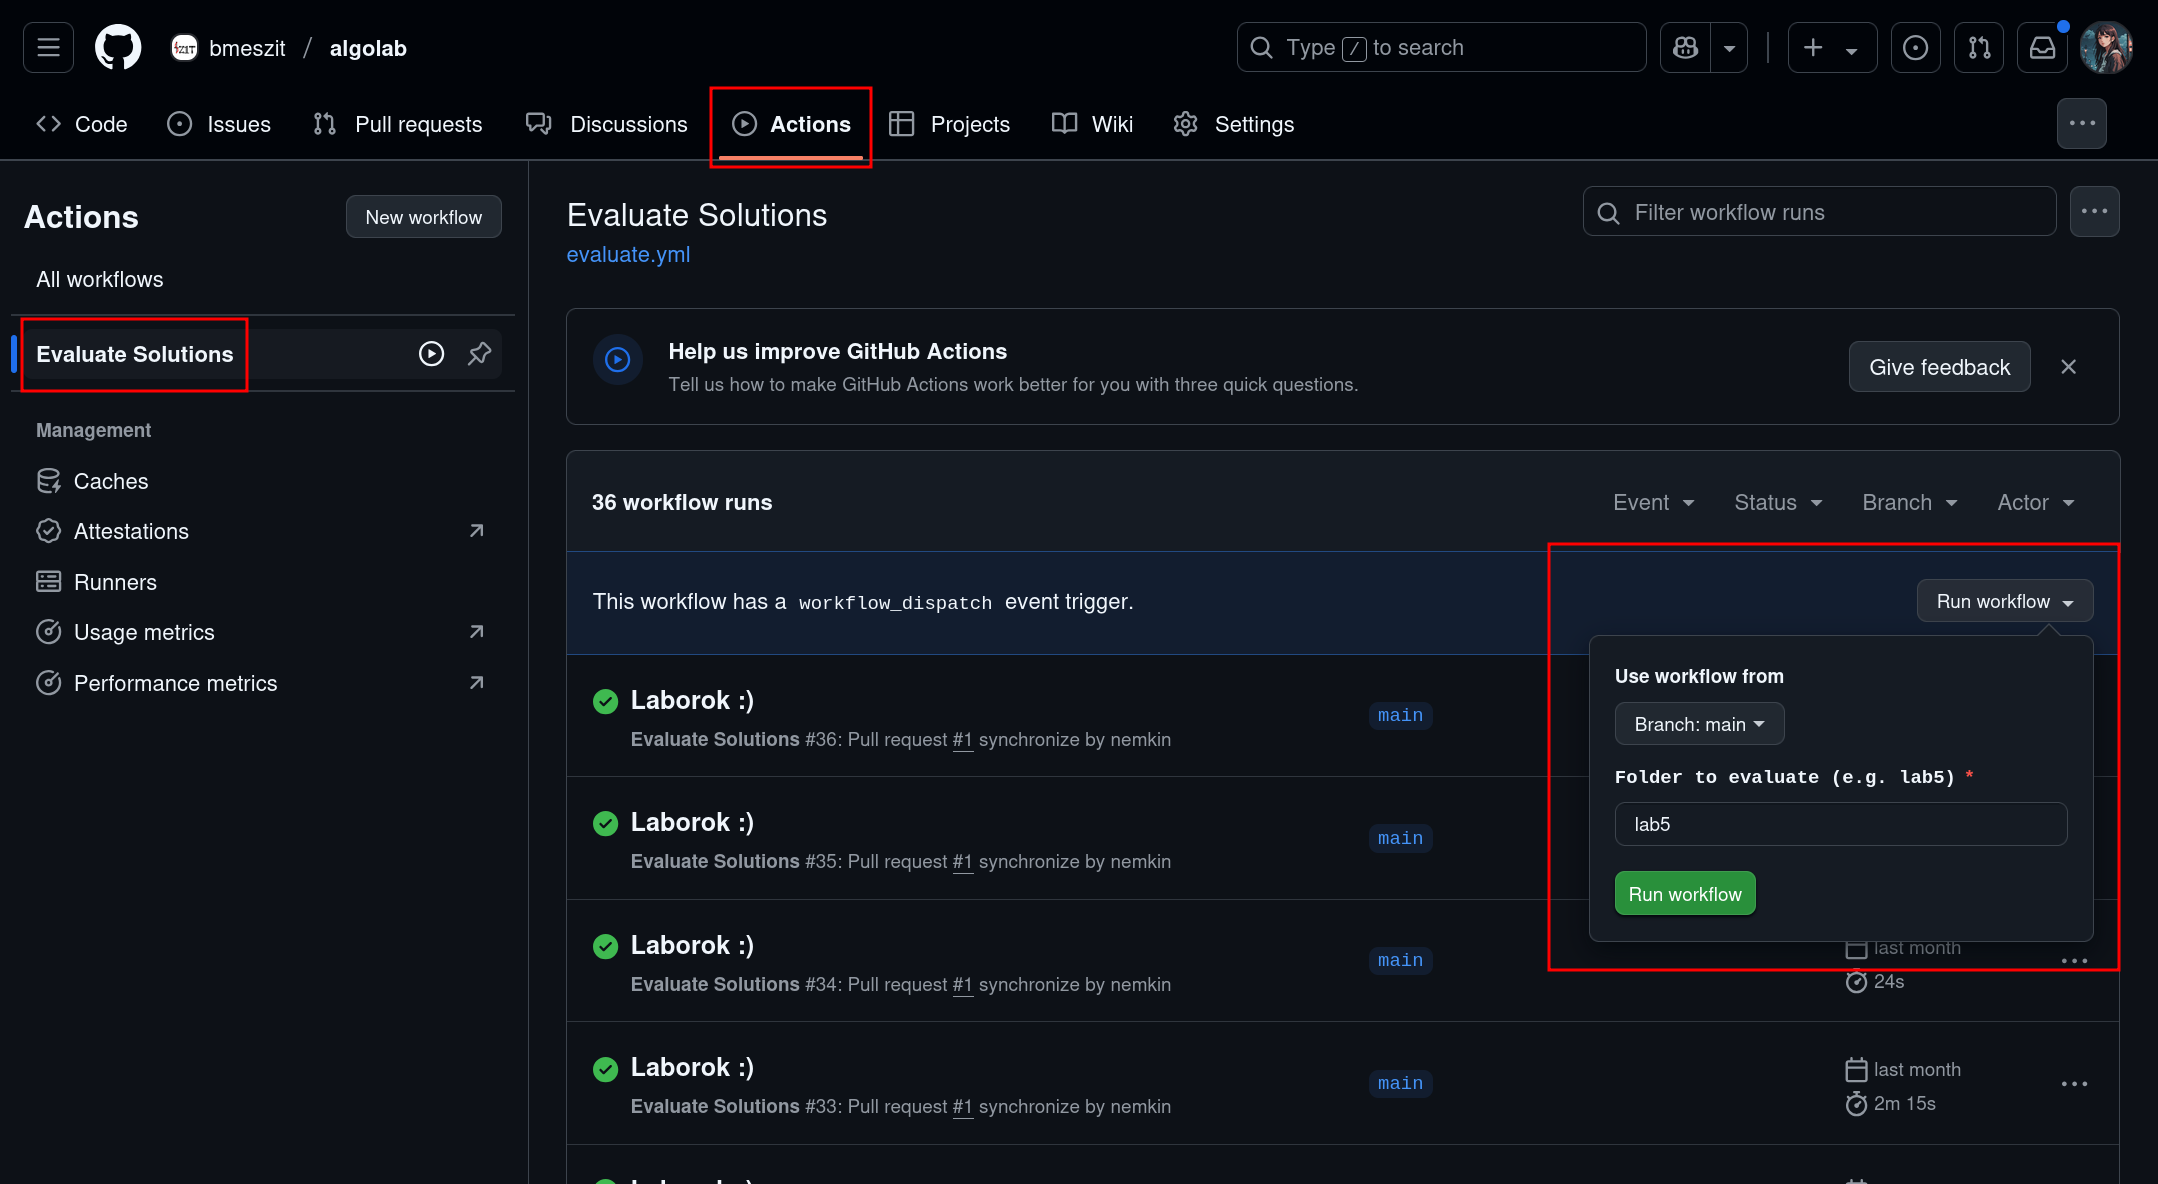 bmeszit / algolab
Type / to search
Code
Issues
Pull requests
Discussions
Actions
Projects
Wiki
Settings
Actions
New workflow
All workflows
Evaluate Solutions
Management
Caches
Attestations
Runners
Usage metrics
Performance metrics
Evaluate Solutions
evaluate.yml
Filter workflow runs
Help us improve GitHub Actions
Tell us how to make GitHub Actions work better for you with three quick questions.
Give feedback
36 workflow runs
Event
Status
Branch
Actor
This workflow has a workflow_dispatch event trigger.
Run workflow
Use workflow from
Branch: main
Folder to evaluate (e.g. lab5) *
lab5
Run workflow
Laborok :)
main
Evaluate Solutions #36: Pull request #1 synchronize by nemkin
Laborok :)
main
Evaluate Solutions #35: Pull request #1 synchronize by nemkin
Laborok :)
main
last month
Evaluate Solutions #34: Pull request #1 synchronize by nemkin
24s
Laborok :)
main
last month
Evaluate Solutions #33: Pull request #1 synchronize by nemkin
2m 15s